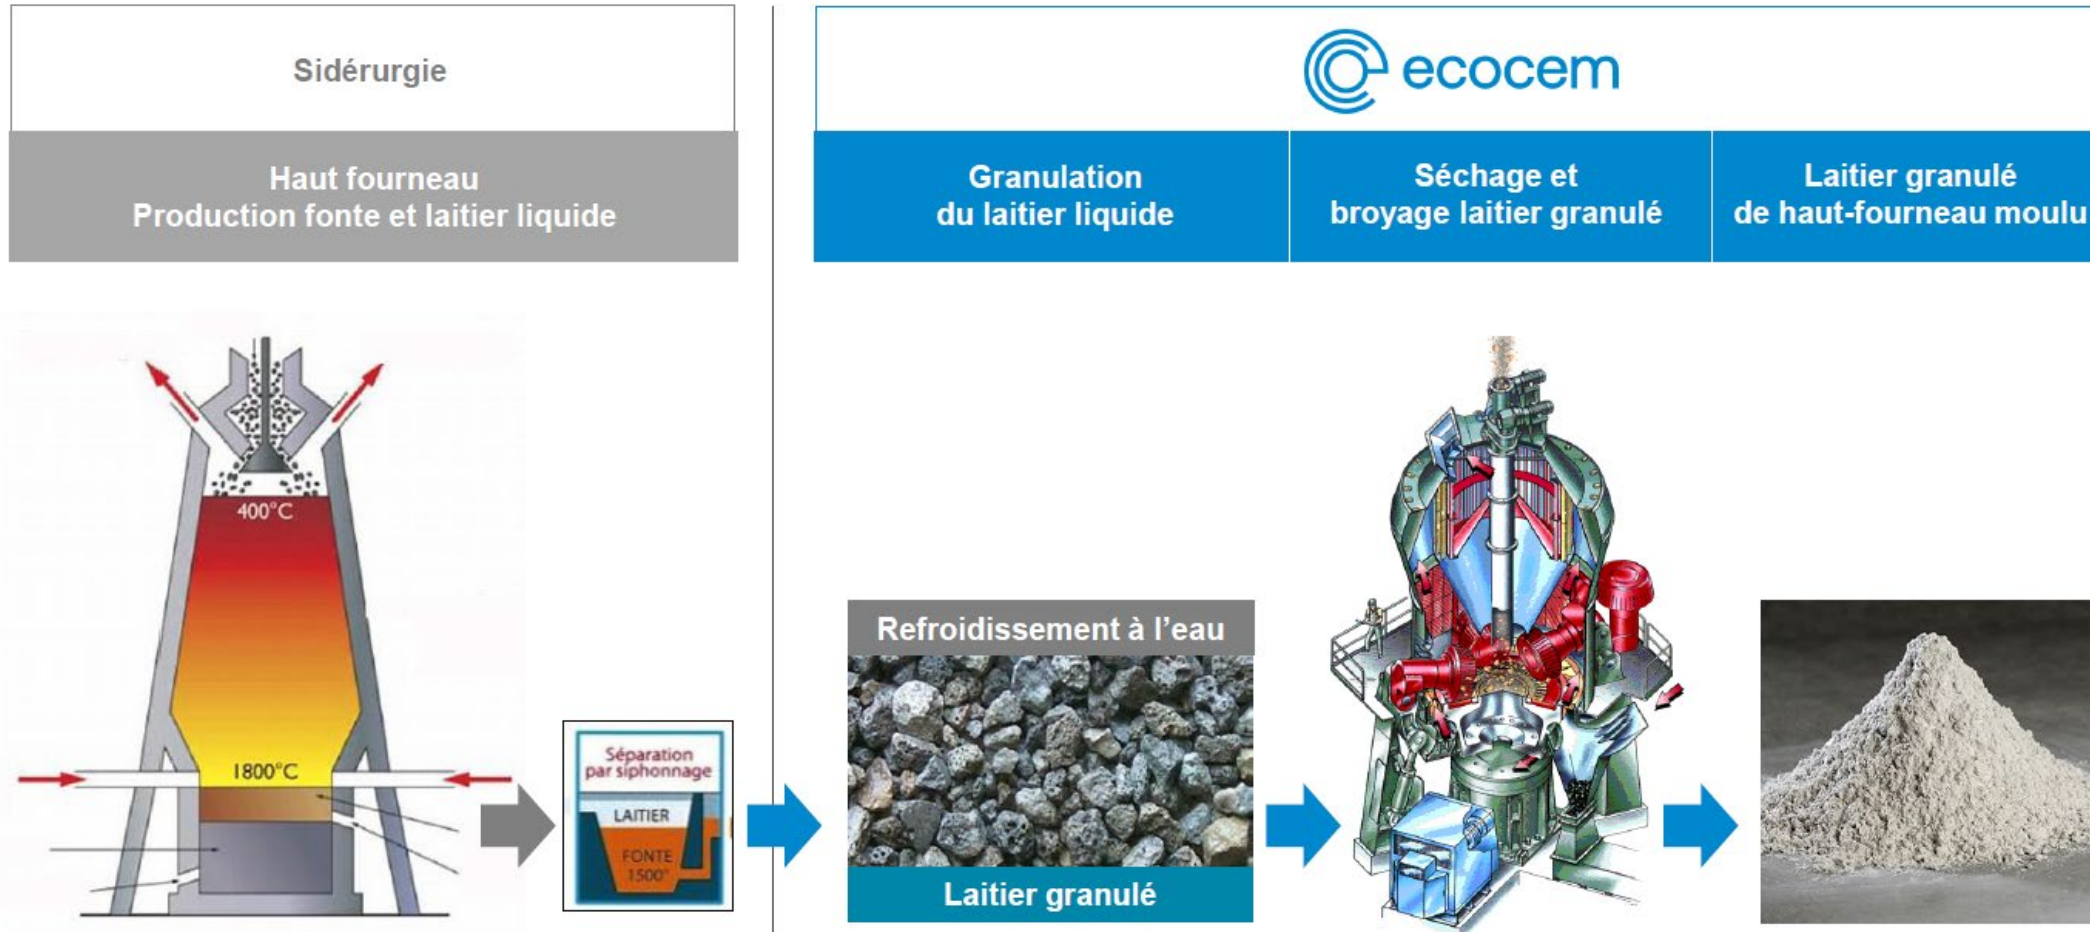 Sidérurgie
ecocem
Haut fourneau
Production fonte et laitier liquide
Granulation
du laitier liquide
Séchage et
broyage laitier granulé
Laitier granulé
de haut-fourneau moulu
400°C
1800°C
Séparation
par siphonnage
LAITIER
FONTE
1500°
Refroidissement à l'eau
Laitier granulé